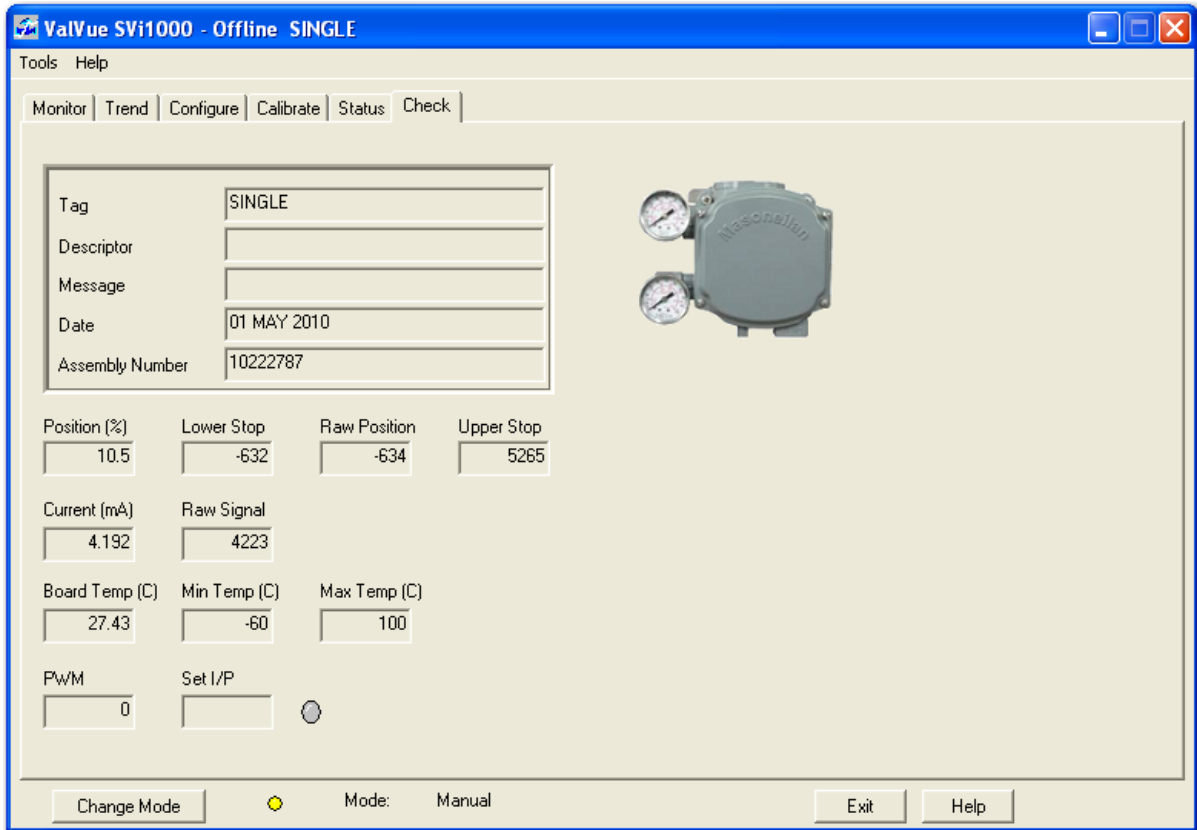 ValVue SVi1000 - Offline SINGLE
Tools Help
Monitor Trend Configure Calibrate Status Check
Tag SINGLE
Descriptor
Message
Date 01 MAY 2010
Assembly Number 10222787
Masoneilan
Position (%) Lower Stop Raw Position Upper Stop
10.5 -632 -634 5265
Current (mA) Raw Signal
4.192 4223
Board Temp (C) Min Temp (C) Max Temp (C)
27.43 -60 100
PWM Set I/P
0
Change Mode Mode: Manual Exit Help